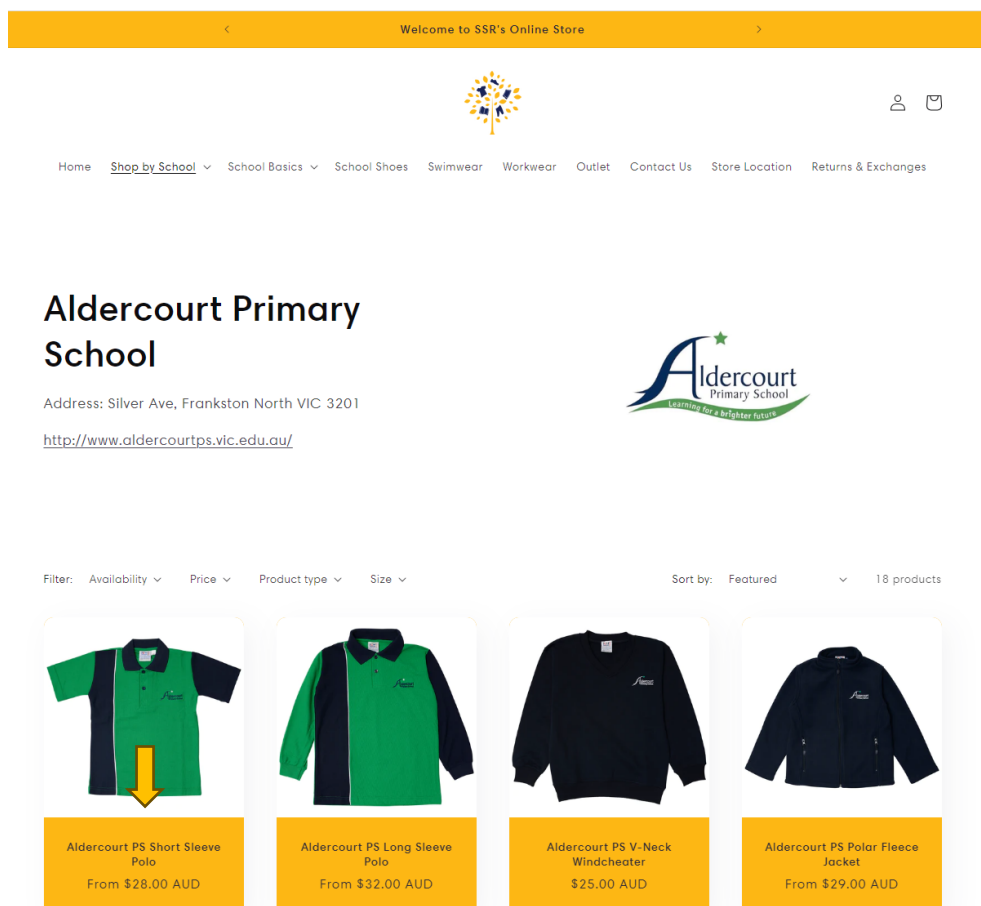 Welcome to SSR's Online Store
Home Shop by School School Basics School Shoes Swimwear Workwear Outlet Contact Us Store Location Returns & Exchanges
Aldercourt Primary
School
Address: Silver Ave, Frankston North VIC 3201
http://www.aldercourtps.vic.edu.au/
Aldercourt
Primary School
Learning for a brighter future
Filter: Availability Price Product type Size Sort by: Featured 18 products
Aldercourt
Aldercourt
Aldercourt
Aldercourt
Aldercourt PS Short Sleeve
Polo
From $28.00 AUD
Aldercourt PS Long Sleeve
Polo
From $32.00 AUD
Aldercourt PS V-Neck
Windcheater
$25.00 AUD
Aldercourt PS Polar Fleece
Jacket
From $29.00 AUD